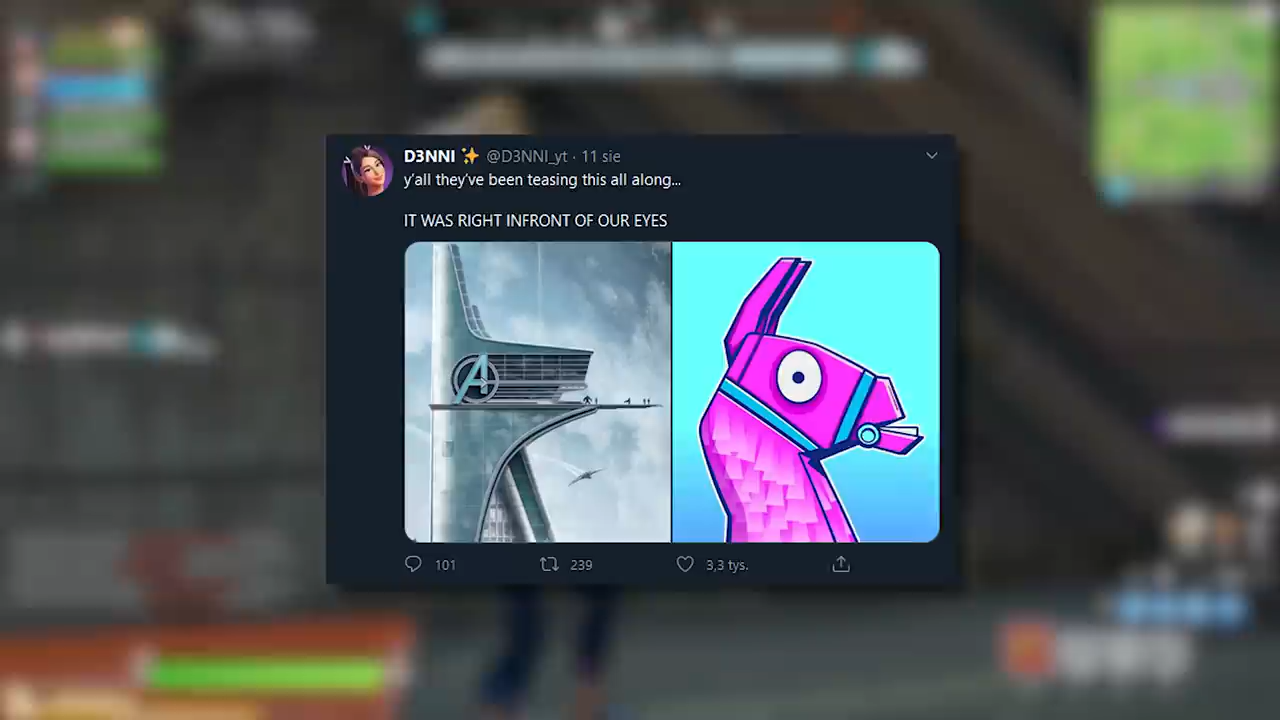 D3NNI ✨ @D3NNI_yt · 11 sie
y'all they've been teasing this all along...
IT WAS RIGHT INFRONT OF OUR EYES
A
101 239 3,3 tys.